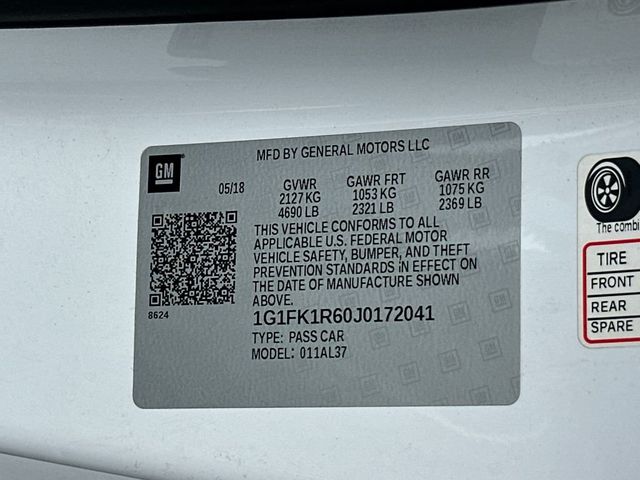 GM
MFD BY GENERAL MOTORS LLC
05/18 GVWR GAWR FRT GAWR RR
2127 KG 1053 KG 1075 KG
4690 LB 2321 LB 2369 LB
THIS VEHICLE CONFORMS TO ALL
APPLICABLE U.S. FEDERAL MOTOR
VEHICLE SAFETY, BUMPER, AND THEFT
PREVENTION STANDARDS IN EFFECT ON
THE DATE OF MANUFACTURE SHOWN
ABOVE.
8624
1G1FK1R60J0172041
TYPE: PASS CAR
MODEL: 011AL37
The combi
TIRE
FRONT
REAR
SPARE